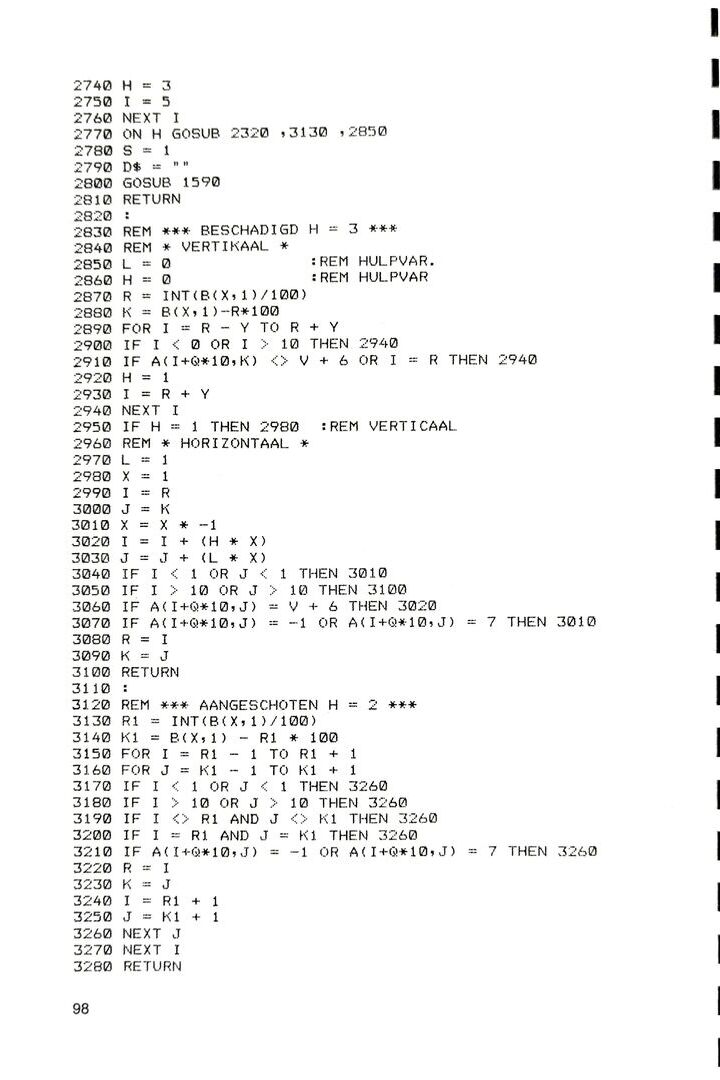 2740 H = 3
2750 I = 5
2760 NEXT I
2770 ON H GOSUB 2320 ,3130 ,2850
2780 S = 1
2790 D$ = ""
2800 GOSUB 1590
2810 RETURN
2820 :
2830 REM *** BESCHADIGD H = 3 ***
2840 REM * VERTIKAAL *
2850 L = 0 :REM HULPVAR.
2860 H = 0 :REM HULPVAR
2870 R = INT(B(X,1)/100)
2880 K = B(X,1)-R*100
2890 FOR I = R - Y TO R + Y
2900 IF I < 0 OR I > 10 THEN 2940
2910 IF A(I+Q*10,K) <> V + 6 OR I = R THEN 2940
2920 H = 1
2930 I = R + Y
2940 NEXT I
2950 IF H = 1 THEN 2980 :REM VERTICAAL
2960 REM * HORIZONTAAL *
2970 L = 1
2980 X = 1
2990 I = R
3000 J = K
3010 X = X * -1
3020 I = I + (H * X)
3030 J = J + (L * X)
3040 IF I < 1 OR J < 1 THEN 3010
3050 IF I > 10 OR J > 10 THEN 3100
3060 IF A(I+Q*10,J) = V + 6 THEN 3020
3070 IF A(I+Q*10,J) = -1 OR A(I+Q*10,J) = 7 THEN 3010
3080 R = I
3090 K = J
3100 RETURN
3110 :
3120 REM *** AANGESCHOTEN H = 2 ***
3130 R1 = INT(B(X,1)/100)
3140 K1 = B(X,1) - R1 * 100
3150 FOR I = R1 - 1 TO R1 + 1
3160 FOR J = K1 - 1 TO K1 + 1
3170 IF I < 1 OR J < 1 THEN 3260
3180 IF I > 10 OR J > 10 THEN 3260
3190 IF I <> R1 AND J <> K1 THEN 3260
3200 IF I = R1 AND J = K1 THEN 3260
3210 IF A(I+Q*10,J) = -1 OR A(I+Q*10,J) = 7 THEN 3260
3220 R = I
3230 K = J
3240 I = R1 + 1
3250 J = K1 + 1
3260 NEXT J
3270 NEXT I
3280 RETURN
98